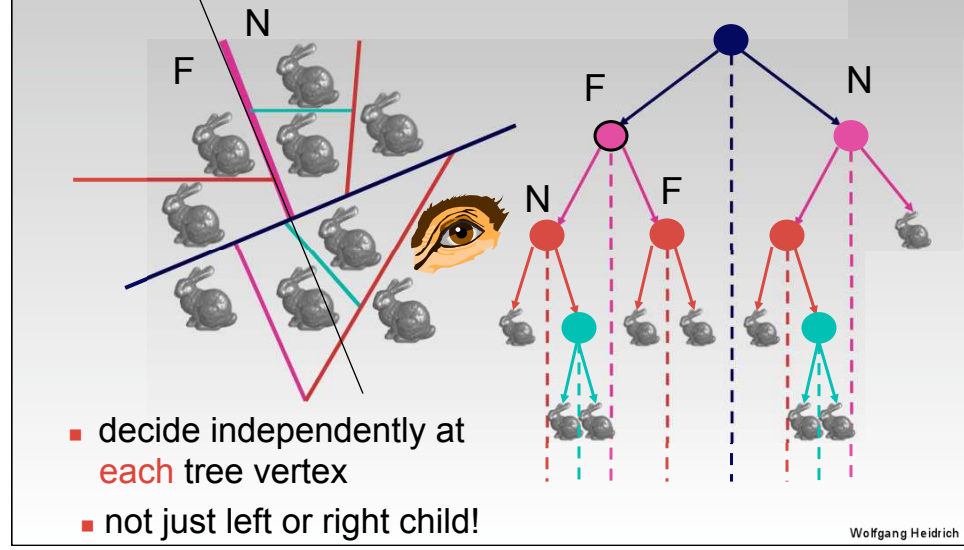 N
F
F
N
N
F
▪ decide independently at
each tree vertex
▪ not just left or right child!
Wolfgang Heidrich